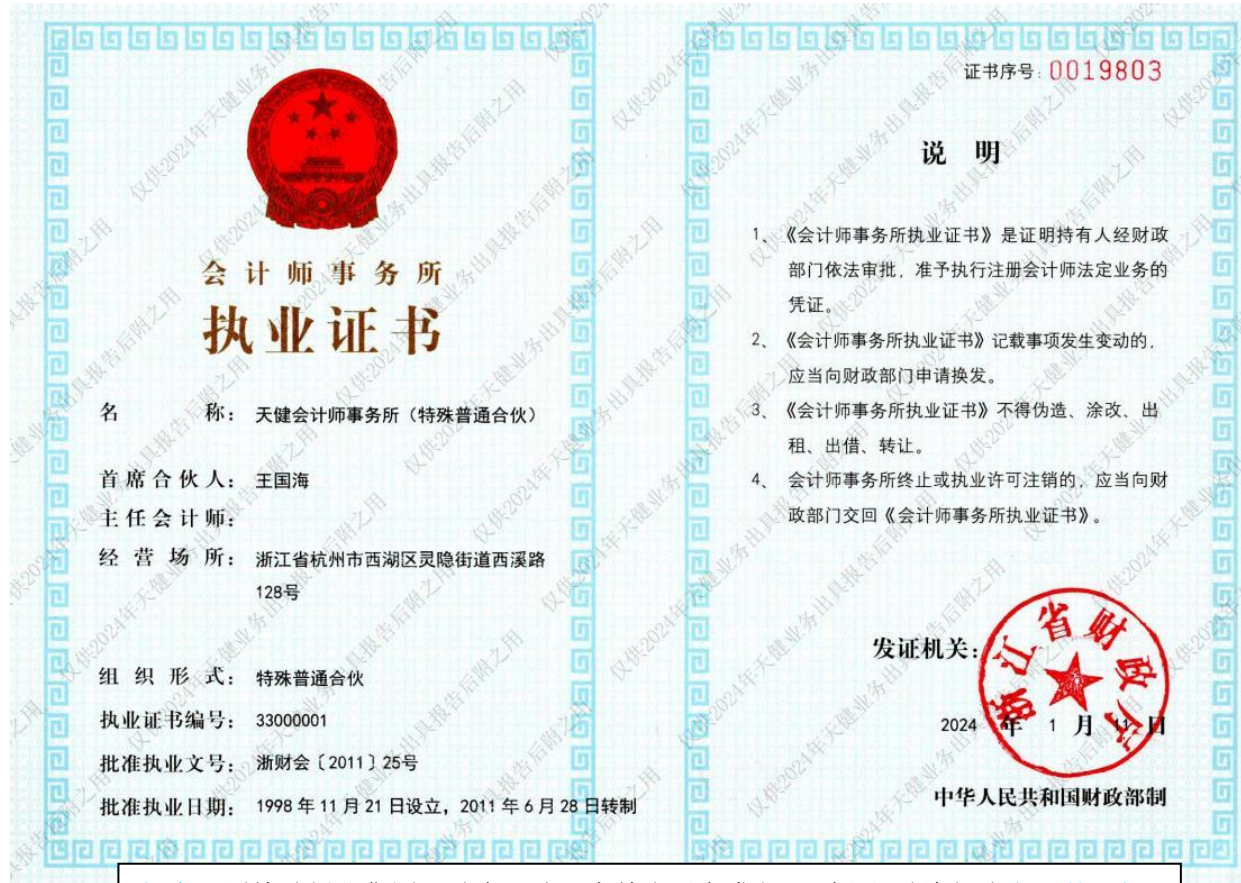 会计师事务所
执业证书
名 称： 天健会计师事务所（特殊普通合伙）
首席合伙人： 王国海
主任会计师：
经营场所： 浙江省杭州市西湖区灵隐街道西溪路
128号
组织形式： 特殊普通合伙
执业证书编号： 33000001
批准执业文号： 浙财会〔2011〕25号
批准执业日期： 1998年11月21日设立，2011年6月28日转制
证书序号：0019803
说 明
1、《会计师事务所执业证书》是证明持有人经财政
部门依法审批，准予执行注册会计师法定业务的
凭证。
2、《会计师事务所执业证书》记载事项发生变动的，
应当向财政部门申请换发。
3、《会计师事务所执业证书》不得伪造、涂改、出
租、出借、转让。
4、会计师事务所终止或执业许可注销的，应当向财
政部门交回《会计师事务所执业证书》。
发证机关：
浙江省财政厅
2024 年 1 月 11 日
中华人民共和国财政部制
仅供2024年天健业务出具报告后附之用